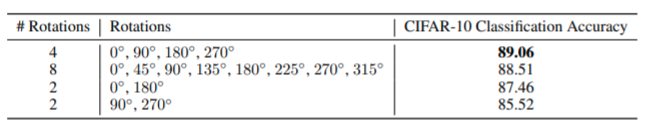 # Rotations Rotations CIFAR-10 Classification Accuracy
4 0°, 90°, 180°, 270° 89.06
8 0°, 45°, 90°, 135°, 180°, 225°, 270°, 315° 88.51
2 0°, 180° 87.46
2 90°, 270° 85.52